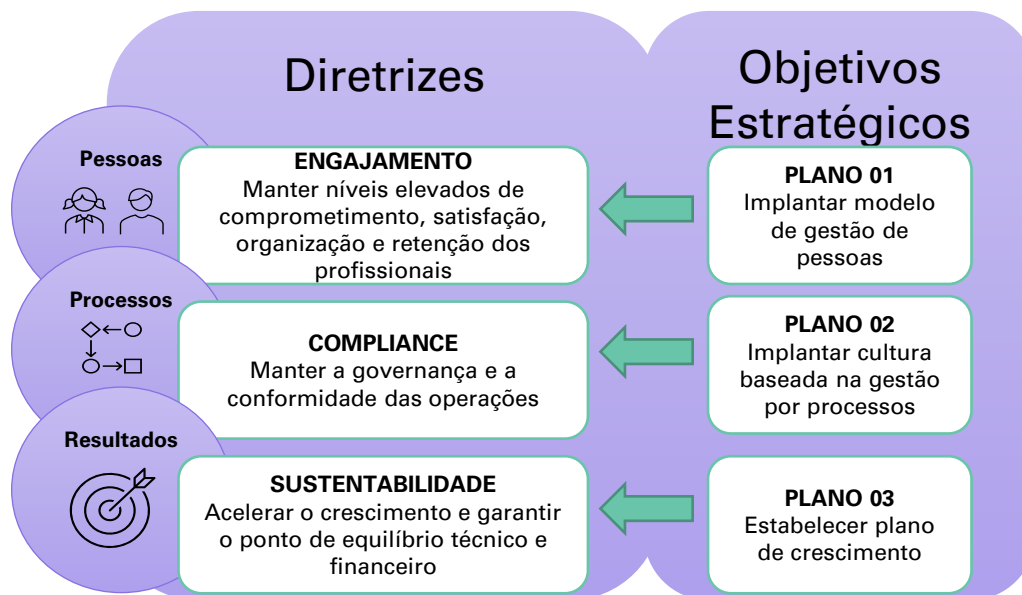 Diretrizes
Objetivos
Estratégicos
Pessoas
ENGAJAMENTO
Manter níveis elevados de
comprometimento, satisfação,
organização e retenção dos
profissionais
PLANO 01
Implantar modelo
de gestão de
pessoas
Processos
COMPLIANCE
Manter a governança e a
conformidade das operações
PLANO 02
Implantar cultura
baseada na gestão
por processos
Resultados
SUSTENTABILIDADE
Acelerar o crescimento e garantir
o ponto de equilíbrio técnico e
financeiro
PLANO 03
Estabelecer plano
de crescimento